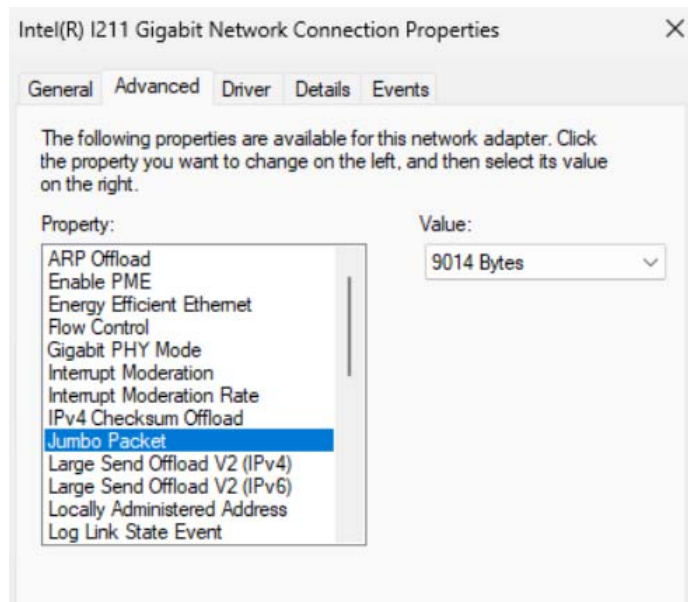 Intel(R) I211 Gigabit Network Connection Properties
General Advanced Driver Details Events
The following properties are available for this network adapter. Click
the property you want to change on the left, and then select its value
on the right.
Property:
Value:
ARP Offload
Enable PME
Energy Efficient Ethernet
Flow Control
Gigabit PHY Mode
Interrupt Moderation
Interrupt Moderation Rate
IPv4 Checksum Offload
Jumbo Packet
Large Send Offload V2 (IPv4)
Large Send Offload V2 (IPv6)
Locally Administered Address
Log Link State Event
9014 Bytes